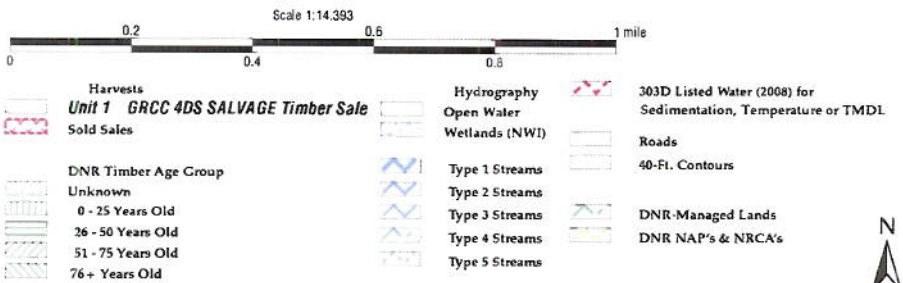 Scale 1:14.393
0.2 0.6 1 mile
0 0.4 0.8
Harvests
Unit 1 GRCC 4DS SALVAGE Timber Sale
Sold Sales
DNR Timber Age Group
Unknown
0 - 25 Years Old
26 - 50 Years Old
51 - 75 Years Old
76+ Years Old
Hydrography
Open Water
Wetlands (NWI)
Type 1 Streams
Type 2 Streams
Type 3 Streams
Type 4 Streams
Type 5 Streams
303D Listed Water (2008) for
Sedimentation, Temperature or TMDL
Roads
40-Ft. Contours
DNR-Managed Lands
DNR NAP's & NRCA's
N